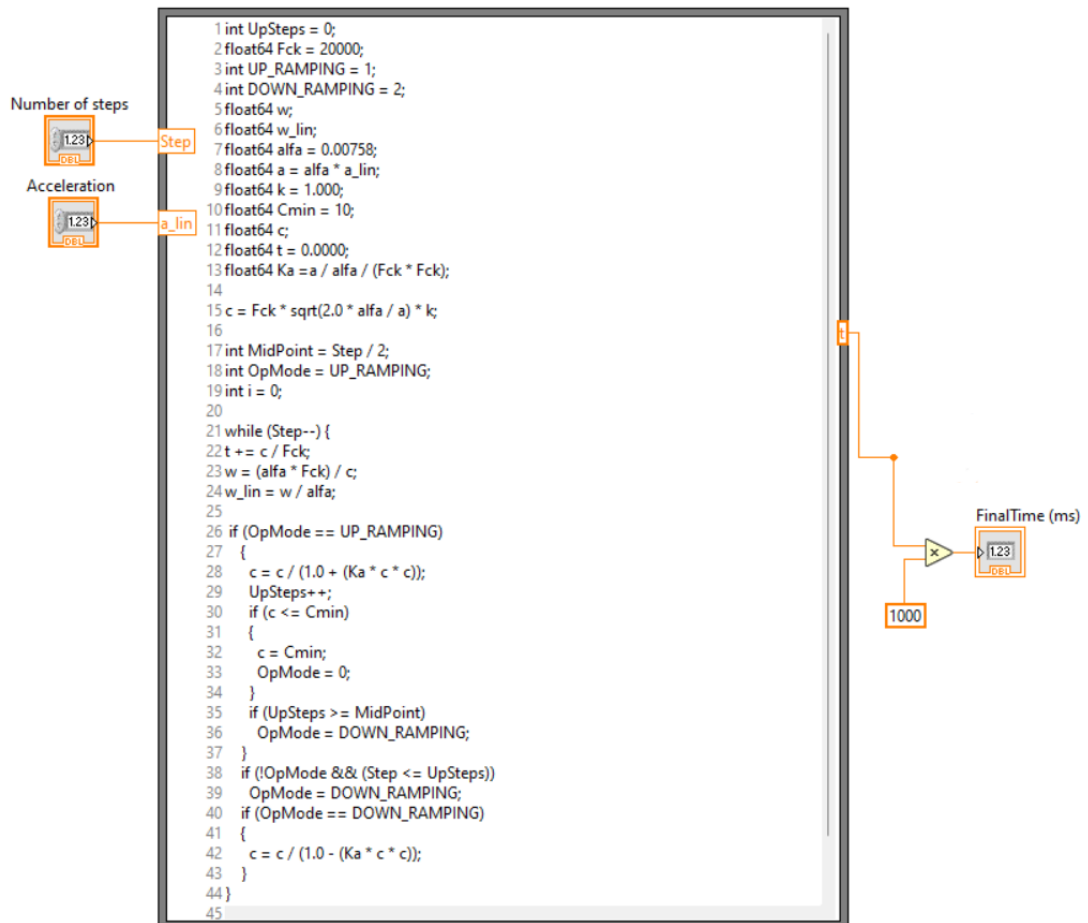 Number of steps
1.23
DBL
Step
Acceleration
1.23
DBL
a_lin
1 int UpSteps = 0;
2 float64 Fck = 20000;
3 int UP_RAMPING = 1;
4 int DOWN_RAMPING = 2;
5 float64 w;
6 float64 w_lin;
7 float64 alfa = 0.00758;
8 float64 a = alfa * a_lin;
9 float64 k = 1.000;
10 float64 Cmin = 10;
11 float64 c;
12 float64 t = 0.0000;
13 float64 Ka =a / alfa / (Fck * Fck);
14
15 c = Fck * sqrt(2.0 * alfa / a) * k;
16
17 int MidPoint = Step / 2;
18 int OpMode = UP_RAMPING;
19 int i = 0;
20
21 while (Step--) {
22 t += c / Fck;
23 w = (alfa * Fck) / c;
24 w_lin = w / alfa;
25
26 if (OpMode == UP_RAMPING)
27 {
28 c = c / (1.0 + (Ka * c * c));
29 UpSteps++;
30 if (c <= Cmin)
31 {
32 c = Cmin;
33 OpMode = 0;
34 }
35 if (UpSteps >= MidPoint)
36 OpMode = DOWN_RAMPING;
37 }
38 if (!OpMode && (Step <= UpSteps))
39 OpMode = DOWN_RAMPING;
40 if (OpMode == DOWN_RAMPING)
41 {
42 c = c / (1.0 - (Ka * c * c));
43 }
44 }
45
t
FinalTime (ms)
1.23
DBL
×
1000